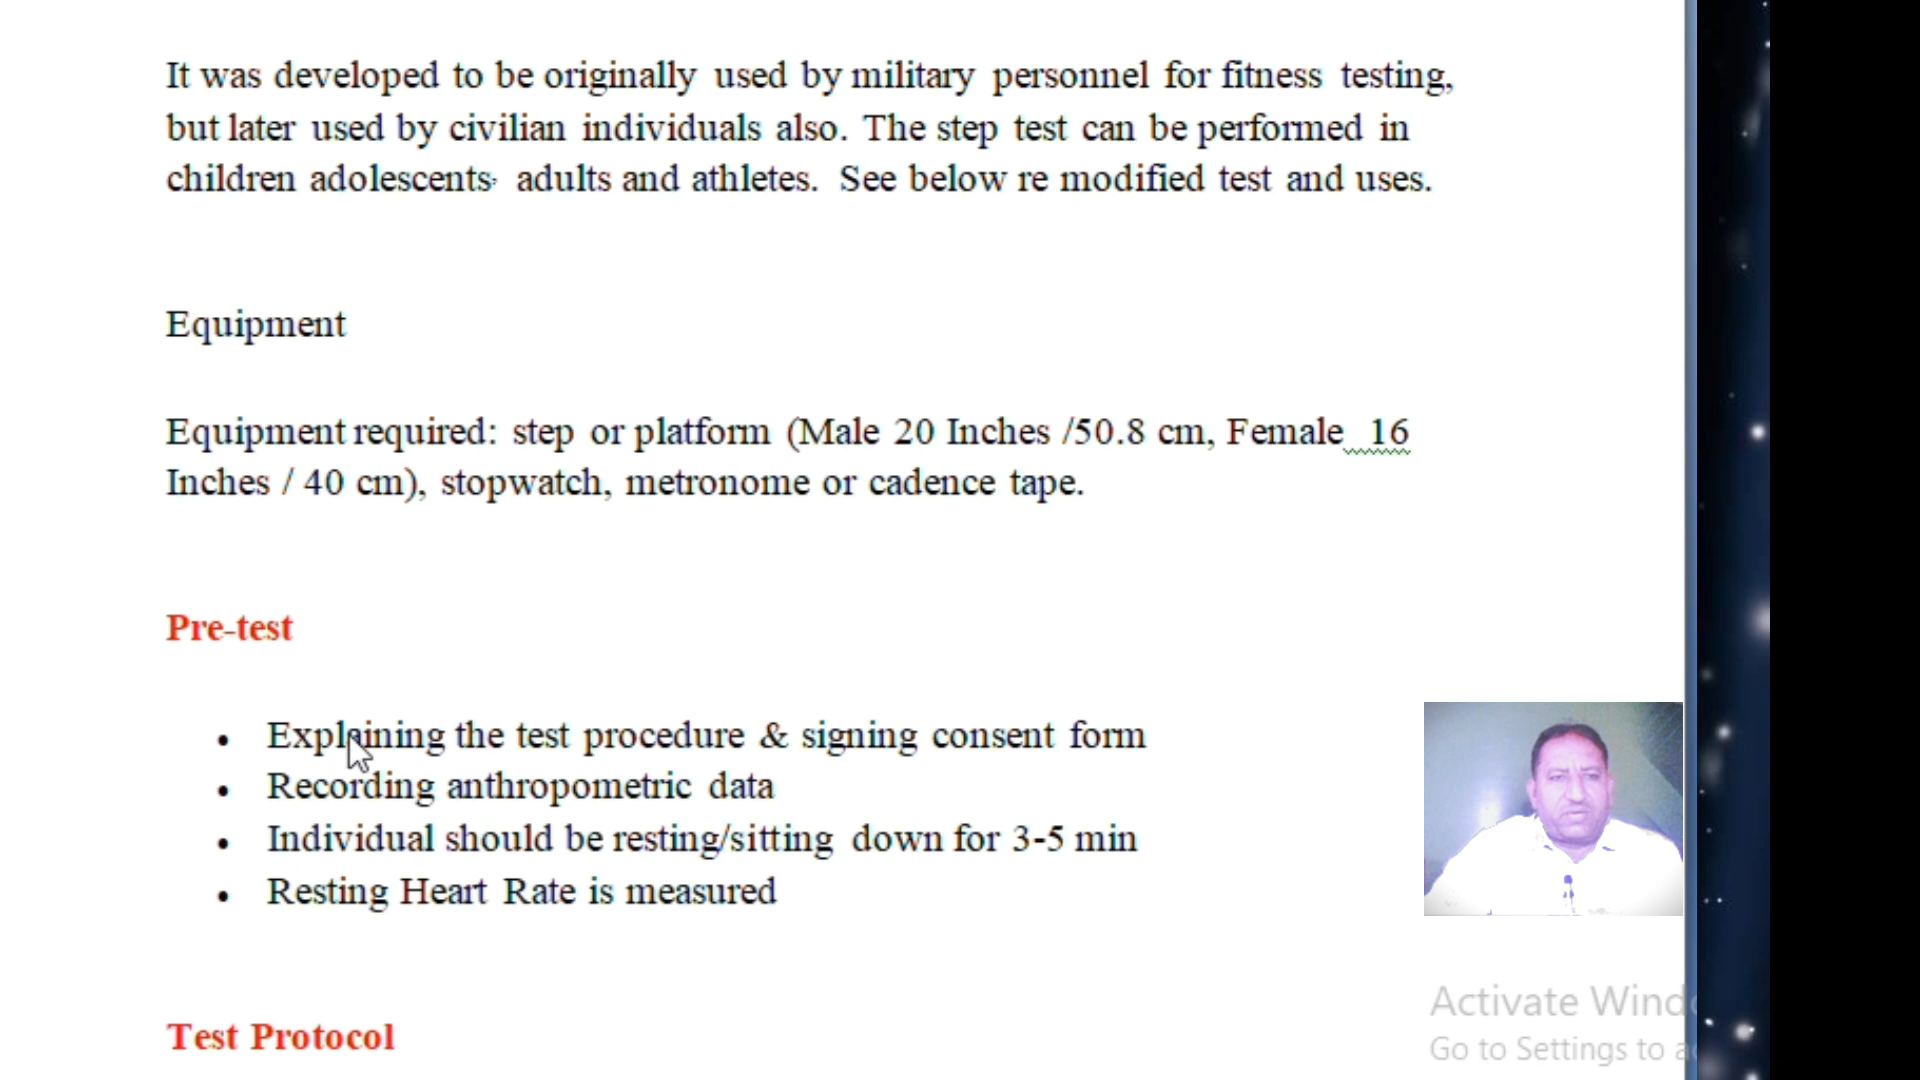 It was developed to be originally used by military personnel for fitness testing,
but later used by civilian individuals also. The step test can be performed in
children adolescents, adults and athletes. See below re modified test and uses.
Equipment
Equipment required: step or platform (Male 20 Inches /50.8 cm, Female 16
Inches / 40 cm), stopwatch, metronome or cadence tape.
Pre-test
• Explaining the test procedure & signing consent form
• Recording anthropometric data
• Individual should be resting/sitting down for 3-5 min
• Resting Heart Rate is measured
Test Protocol
Activate Wind
Go to Settings to a